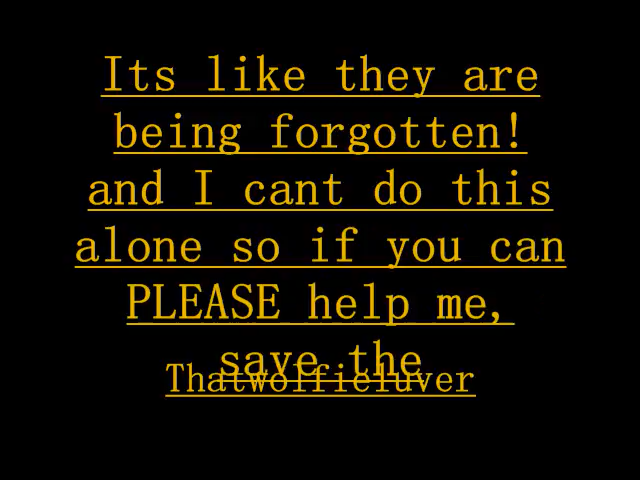 Its like they are
being forgotten!
and I cant do this
alone so if you can
PLEASE help me,
save the
Thatwolfieluver